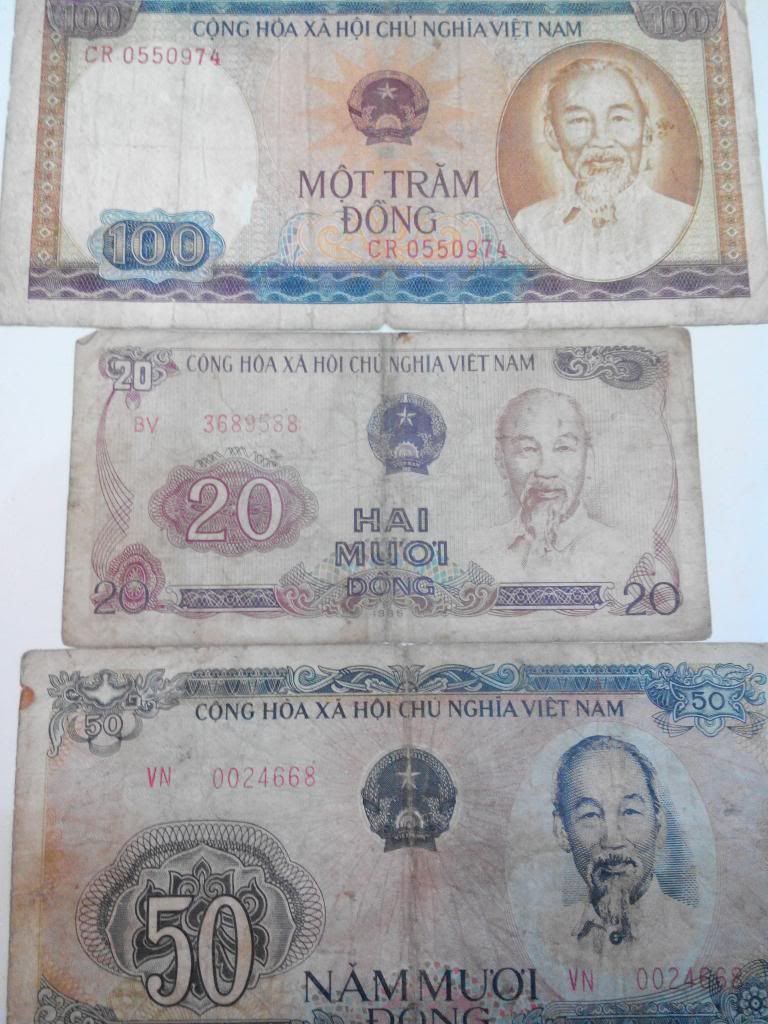 100 100
CỘNG HÒA XÃ HỘI CHỦ NGHĨA VIỆT NAM
CR 0550974
MỘT TRĂM
ĐỒNG
100
CR 0550974
20 CỘNG HÒA XÃ HỘI CHỦ NGHĨA VIỆT NAM
BV 3689588
20
HAI
MƯƠI
ĐỒNG
20 20
1985
50 50
CỘNG HÒA XÃ HỘI CHỦ NGHĨA VIỆT NAM
VN 0024668
50
NĂM MƯƠI
VN 0024668
ĐỒNG